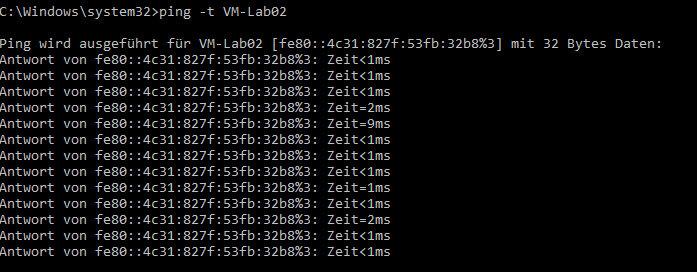 C:\Windows\system32>ping -t VM-Lab02
Ping wird ausgeführt für VM-Lab02 [fe80::4c31:827f:53fb:32b8%3] mit 32 Bytes Daten:
Antwort von fe80::4c31:827f:53fb:32b8%3: Zeit<1ms
Antwort von fe80::4c31:827f:53fb:32b8%3: Zeit<1ms
Antwort von fe80::4c31:827f:53fb:32b8%3: Zeit<1ms
Antwort von fe80::4c31:827f:53fb:32b8%3: Zeit=2ms
Antwort von fe80::4c31:827f:53fb:32b8%3: Zeit=9ms
Antwort von fe80::4c31:827f:53fb:32b8%3: Zeit<1ms
Antwort von fe80::4c31:827f:53fb:32b8%3: Zeit<1ms
Antwort von fe80::4c31:827f:53fb:32b8%3: Zeit<1ms
Antwort von fe80::4c31:827f:53fb:32b8%3: Zeit=1ms
Antwort von fe80::4c31:827f:53fb:32b8%3: Zeit<1ms
Antwort von fe80::4c31:827f:53fb:32b8%3: Zeit=2ms
Antwort von fe80::4c31:827f:53fb:32b8%3: Zeit<1ms
Antwort von fe80::4c31:827f:53fb:32b8%3: Zeit<1ms